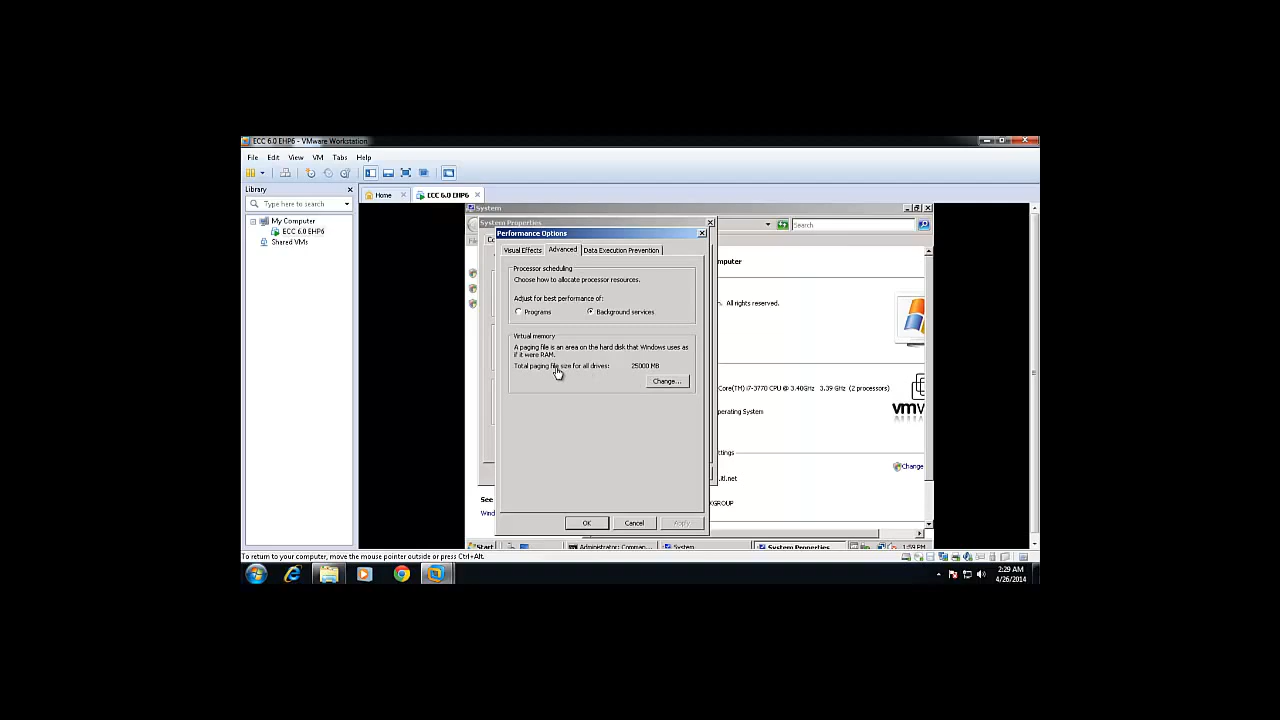 ECC 6.0 EHP6 - VMware Workstation
File Edit View VM Tabs Help
Library
Type here to search
My Computer
ECC 6.0 EHP6
Shared VMs
Home
ECC 6.0 EHP6
System
System Properties
Search
Performance Options
Visual Effects
Advanced
Data Execution Prevention
Processor scheduling
Choose how to allocate processor resources.
Adjust for best performance of:
Programs
Background services
Virtual memory
A paging file is an area on the hard disk that Windows uses as
if it were RAM.
Total paging file size for all drives: 25000 MB
Change...
OK
Cancel
Apply
mputer
n. All rights reserved.
Core(TM) i7-3770 CPU @ 3.40GHz 3.39 GHz (2 processors)
perating System
vmw
ttings
Change
.itl.net
KGROUP
See
Wind
Start
Administrator: Comman...
System
System Properties
1:59 PM
To return to your computer, move the mouse pointer outside or press Ctrl+Alt.
2:29 AM
4/26/2014